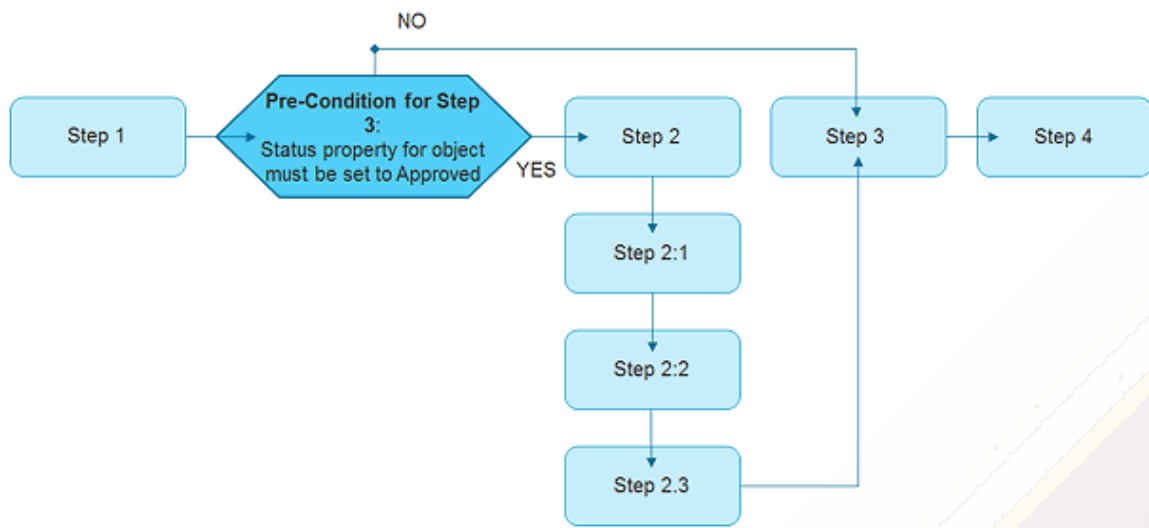 NO
Step 1
Pre-Condition for Step
3:
Status property for object
must be set to Approved
YES
Step 2
Step 3
Step 4
Step 2:1
Step 2:2
Step 2.3